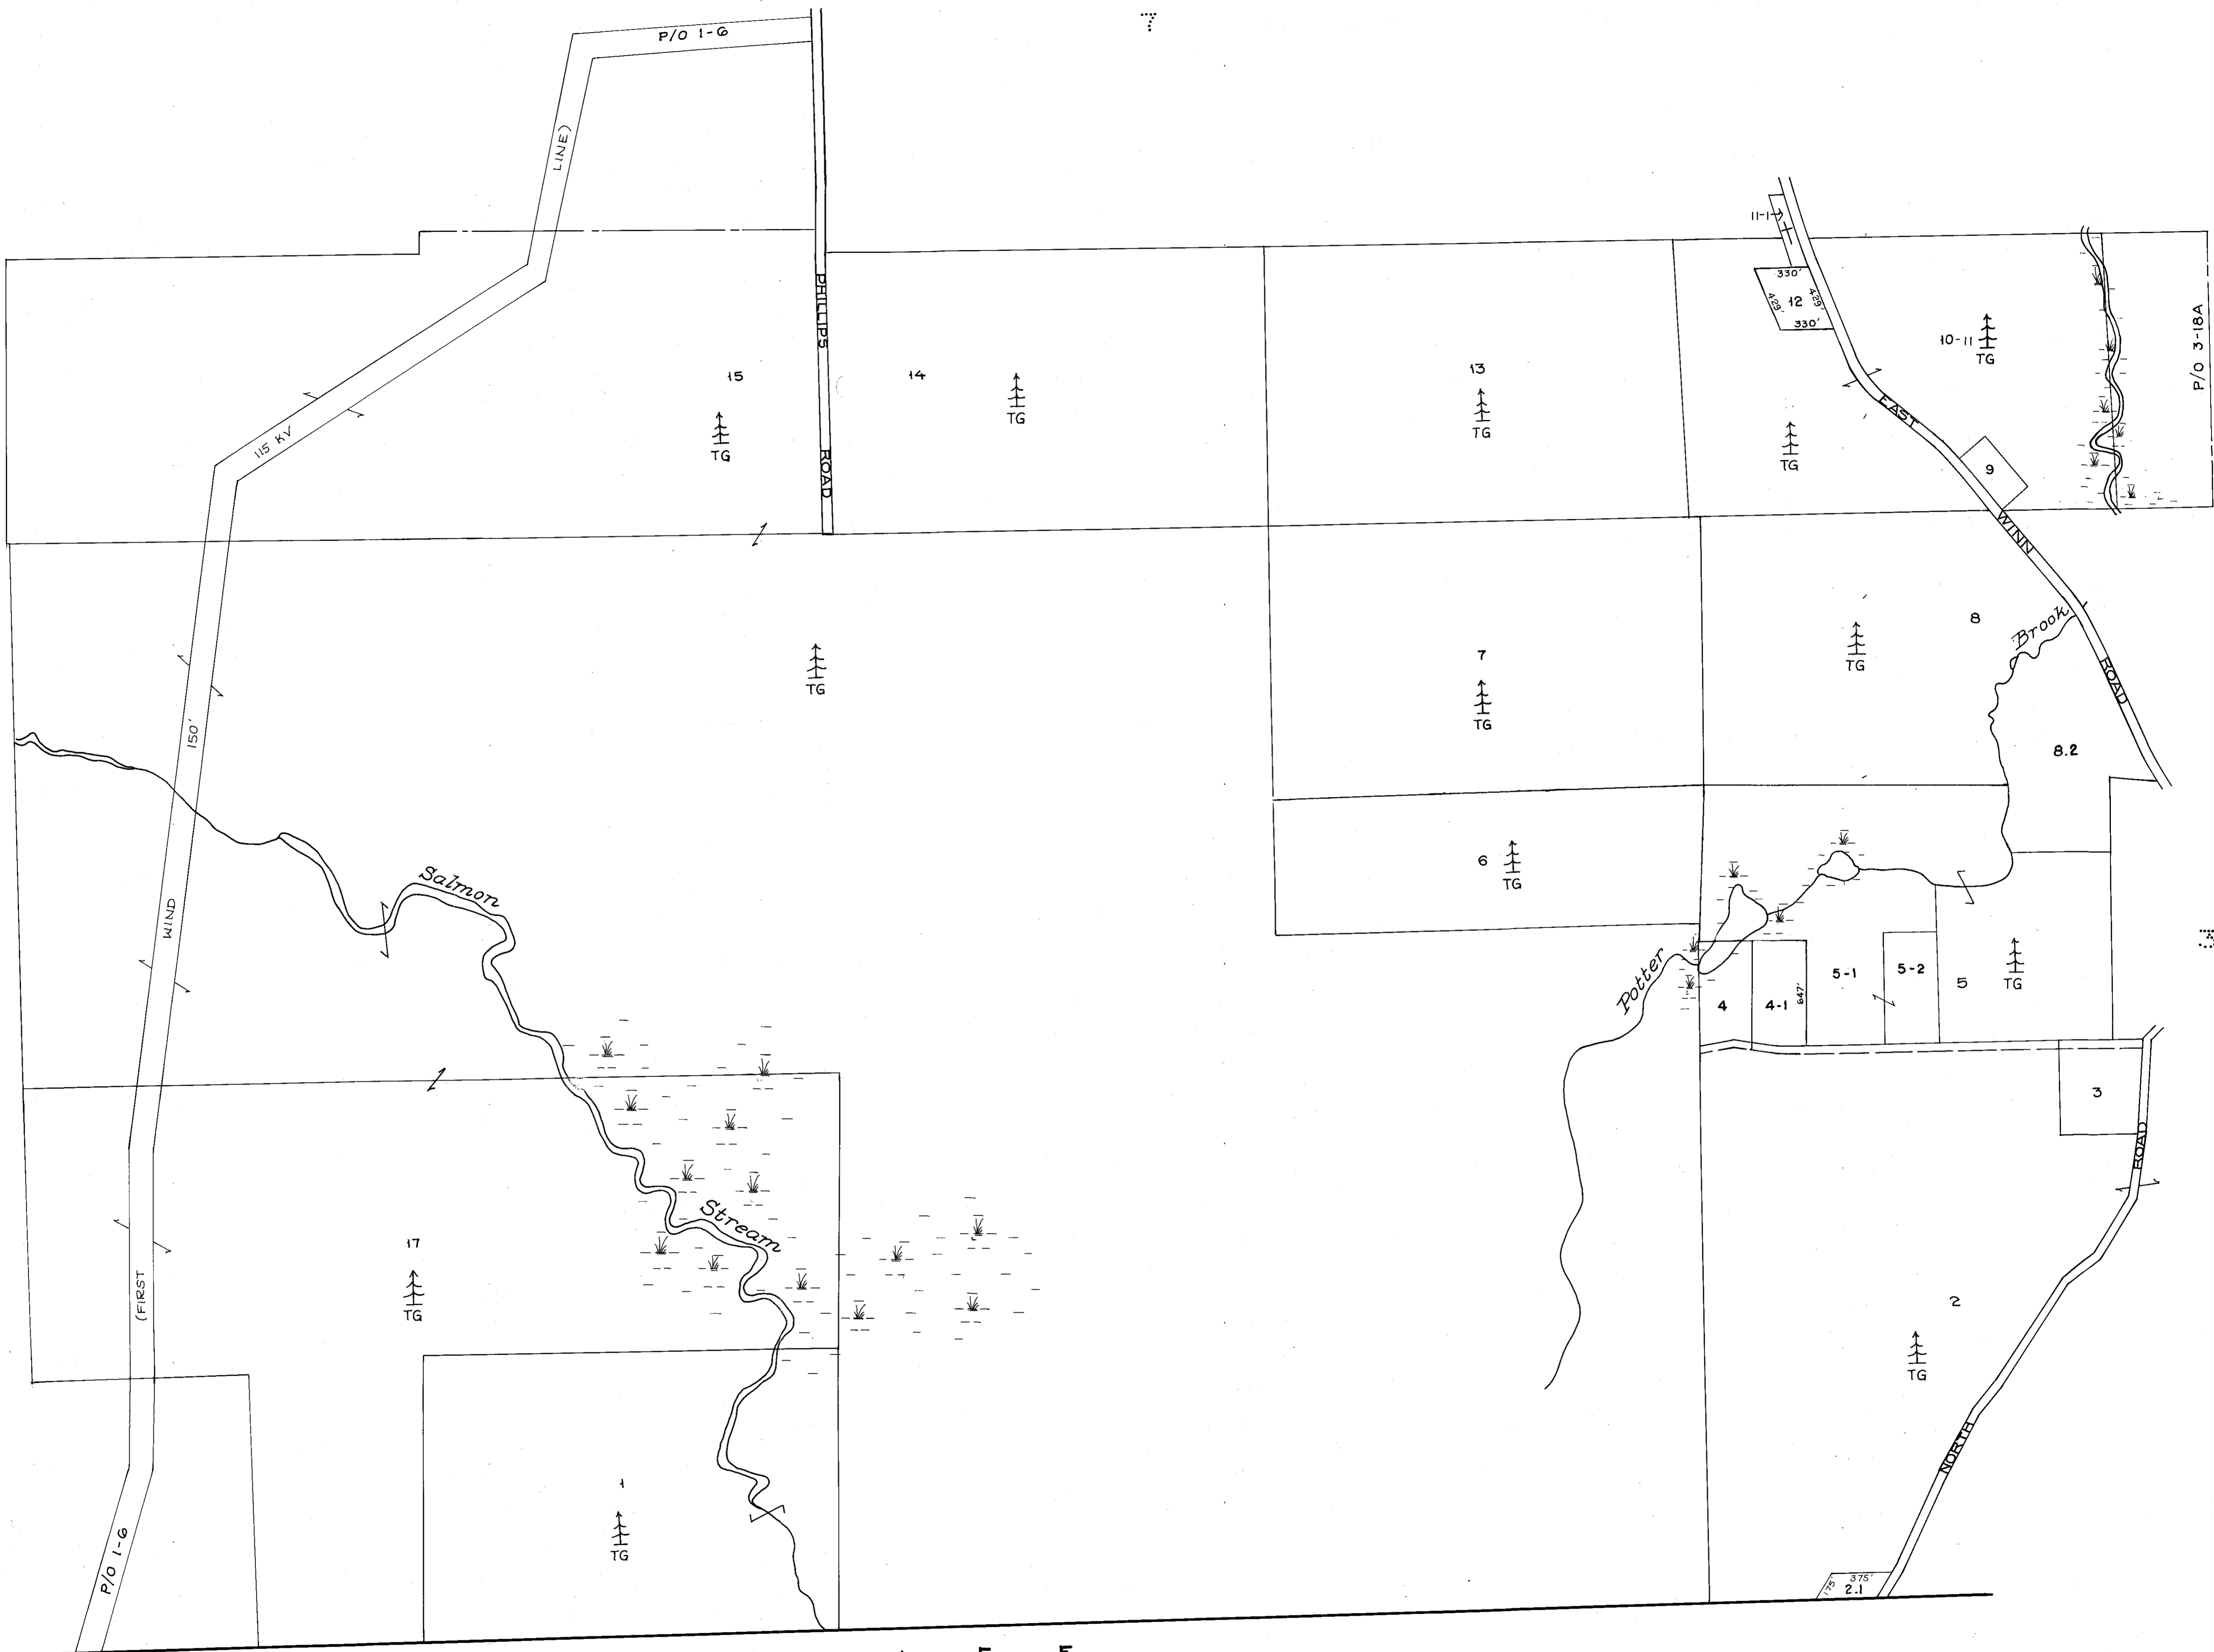 7
P/O 1-6
LINE)
11-1
PHILLIPS
330'
429'
12
429'
330'
10-11
TG
P/O 3-18A
15
TG
14
TG
13
TG
TG
EAST
115 KV
ROAD
9
WINN
8
TG
Brook
7
TG
TG
ROAD
150'
8.2
6
TG
Salmon
WIND
3
Potter
4
4-1
647'
5-1
5-2
5
TG
3
ROAD
Stream
17
TG
(FIRST
2
TG
NORTH
1
TG
P/O 1-6
175'
375'
2.1